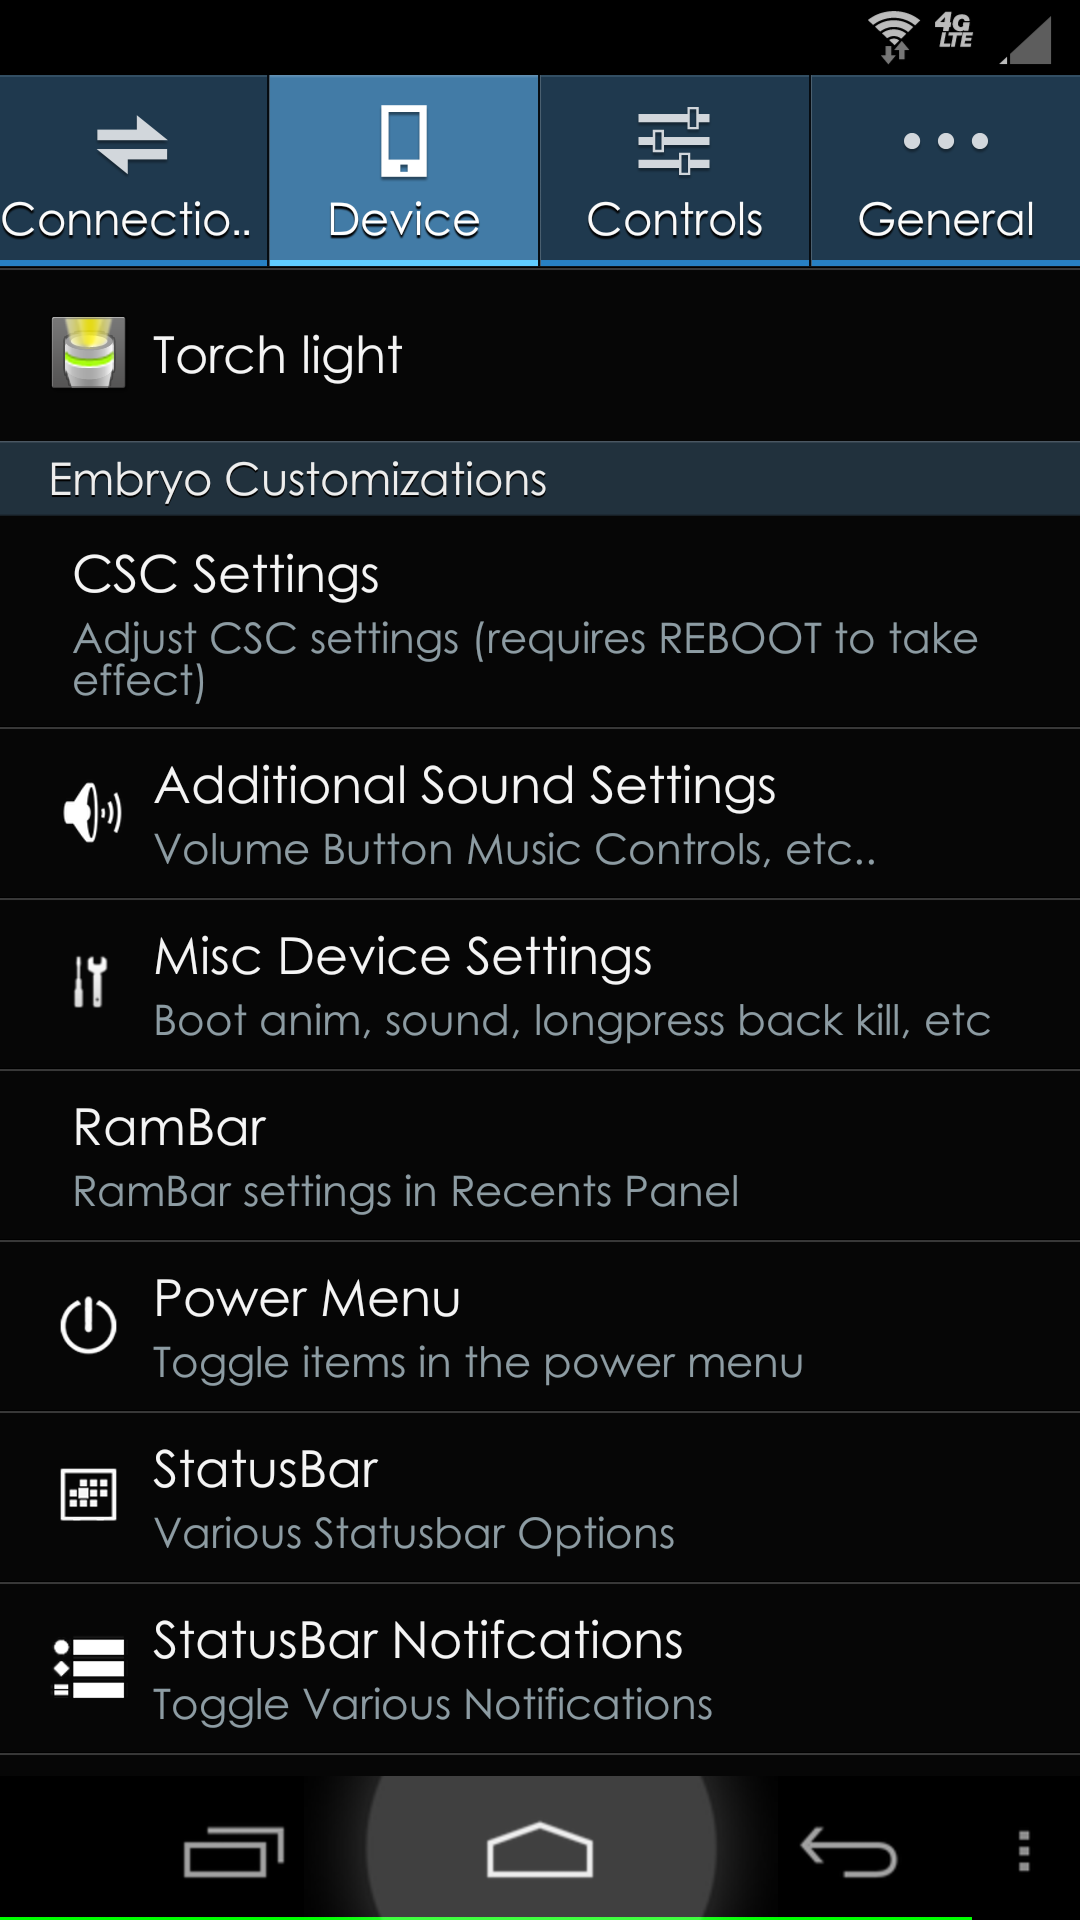 4G
LTE
Connectio..
Device
Controls
General
Torch light
Embryo Customizations
CSC Settings
Adjust CSC settings (requires REBOOT to take
effect)
Additional Sound Settings
Volume Button Music Controls, etc..
Misc Device Settings
Boot anim, sound, longpress back kill, etc
RamBar
RamBar settings in Recents Panel
Power Menu
Toggle items in the power menu
StatusBar
Various Statusbar Options
StatusBar Notifcations
Toggle Various Notifications